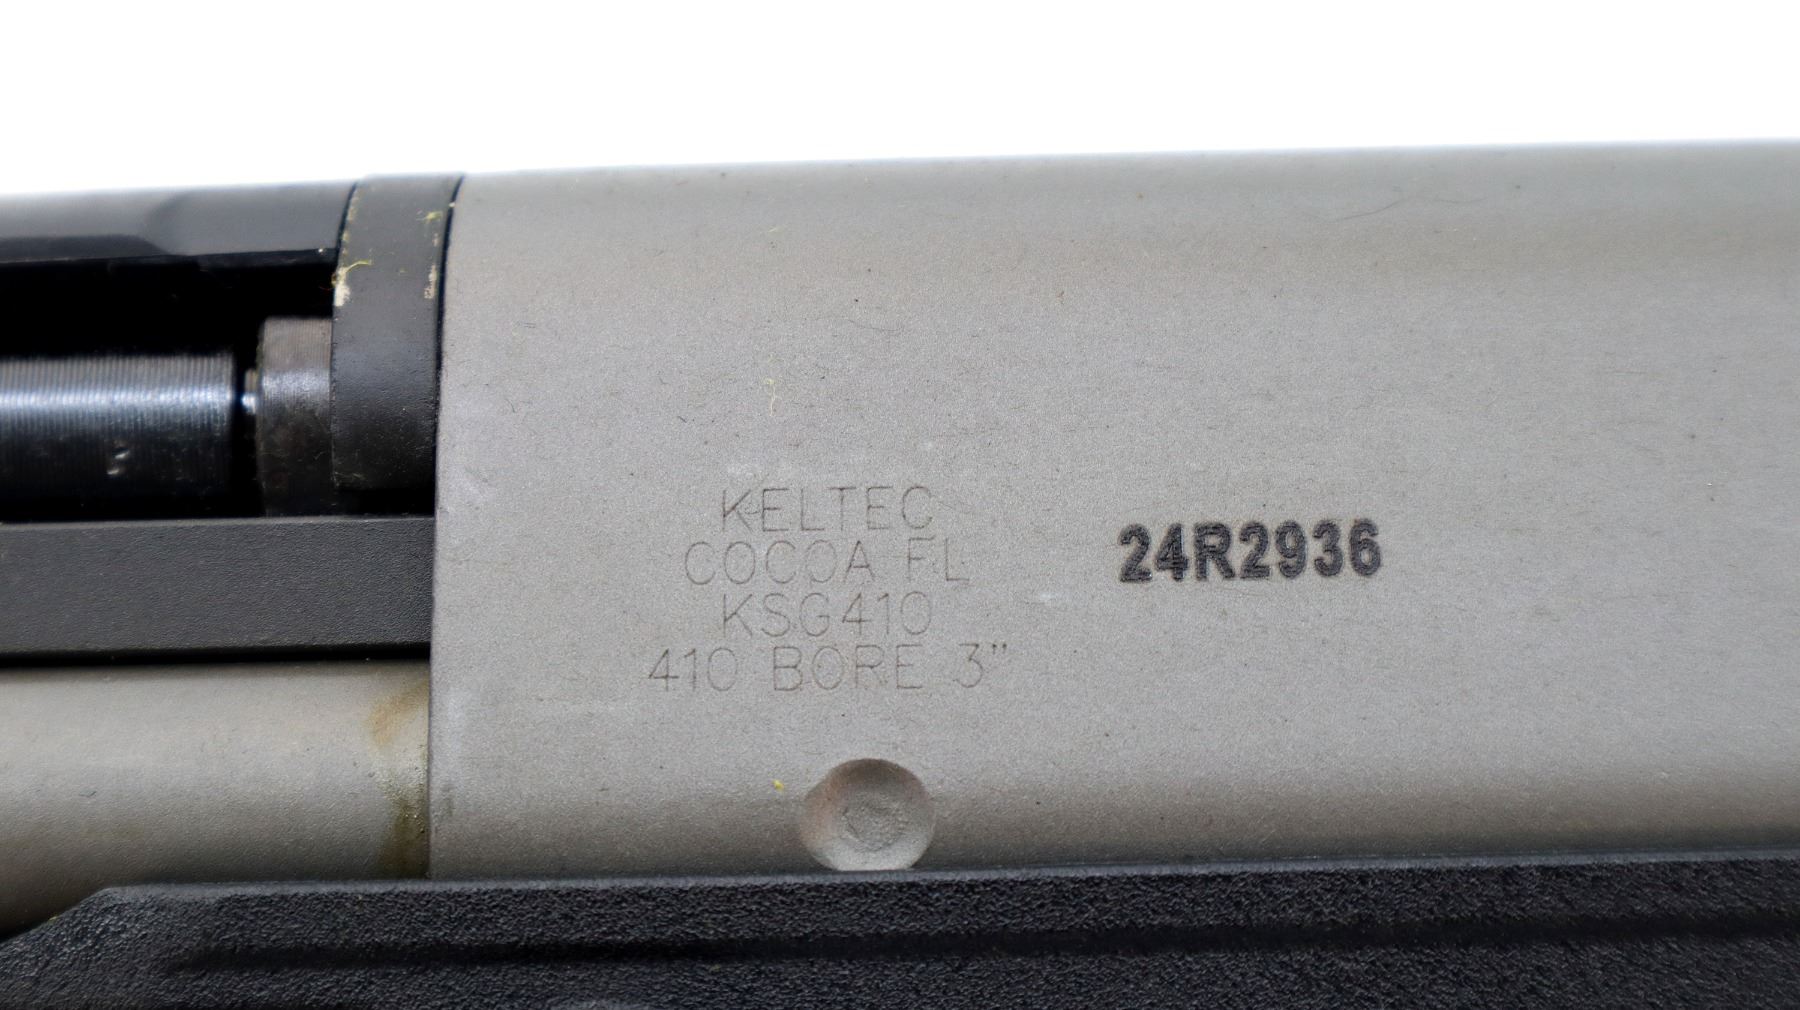 KELTEC
COCOA FL
KSG410
410 BORE 3"
24R2936